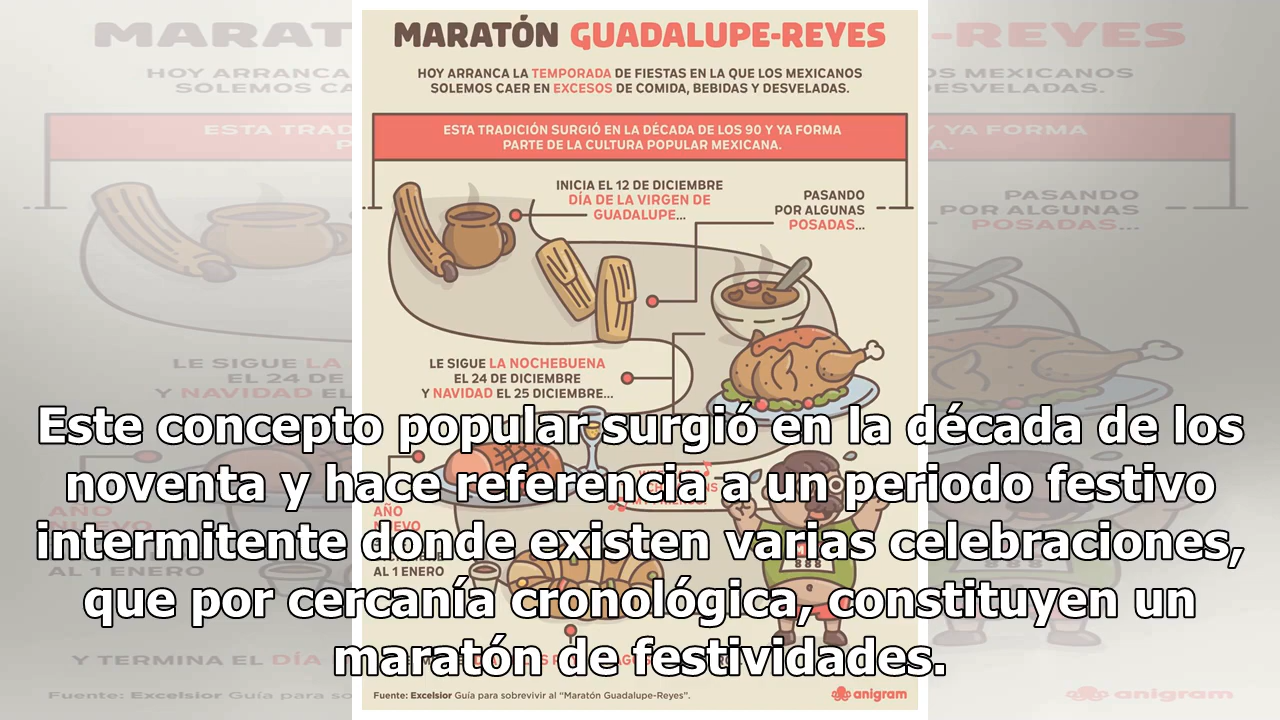 MARATÓN GUADALUPE-REYES
HOY ARRANCA LA TEMPORADA DE FIESTAS EN LA QUE LOS MEXICANOS
SOLEMOS CAER EN EXCESOS DE COMIDA, BEBIDAS Y DESVELADAS.
ESTA TRADICIÓN SURGIÓ EN LA DÉCADA DE LOS 90 Y YA FORMA
PARTE DE LA CULTURA POPULAR MEXICANA.
INICIA EL 12 DE DICIEMBRE
DÍA DE LA VIRGEN DE
GUADALUPE...
PASANDO
POR ALGUNAS
POSADAS...
LE SIGUE LA NOCHEBUENA
EL 24 DE DICIEMBRE
Y NAVIDAD EL 25 DICIEMBRE...
Este concepto popular surgió en la década de los
noventa y hace referencia a un periodo festivo
intermitente donde existen varias celebraciones,
que por cercanía cronológica, constituyen un
maratón de festividades.
AÑO
NUEVO
AL 1 ENERO
Fuente: Excelsior Guía para sobrevivir al “Maratón Guadalupe-Reyes”.
anigram